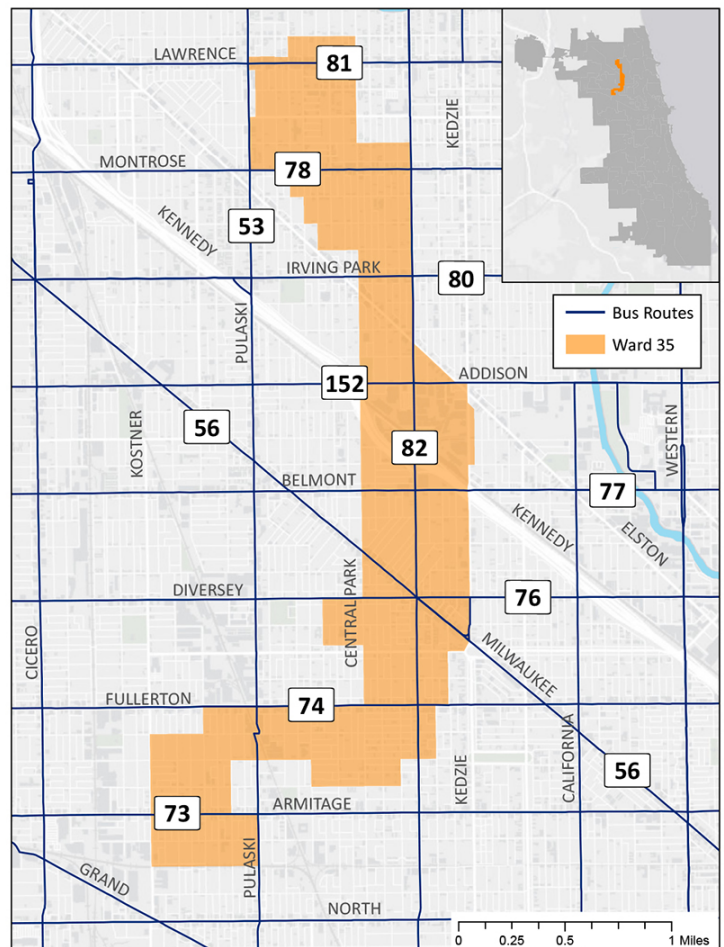 LAWRENCE
81
KEDZIE
MONTROSE
78
53
KENNEDY
IRVING PARK
80
Bus Routes
PULASKI
Ward 35
152
ADDISON
56
KOSTNER
82
WESTERN
BELMONT
77
KENNEDY
ELSTON
DIVERSEY
CENTRAL PARK
76
CICERO
MILWAUKEE
FULLERTON
74
CALIFORNIA
KEDZIE
56
73
ARMITAGE
PULASKI
GRAND
NORTH
0 0.25 0.5 1 Miles